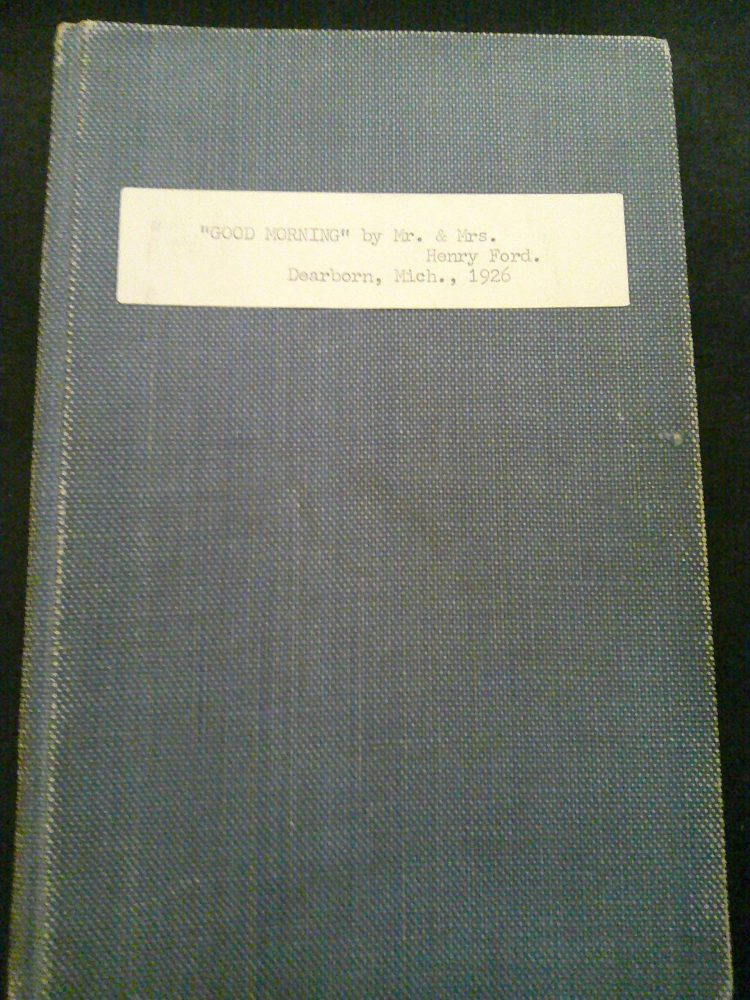 "GOOD MORNING" by Mr. & Mrs.
Henry Ford.
Dearborn, Mich., 1926